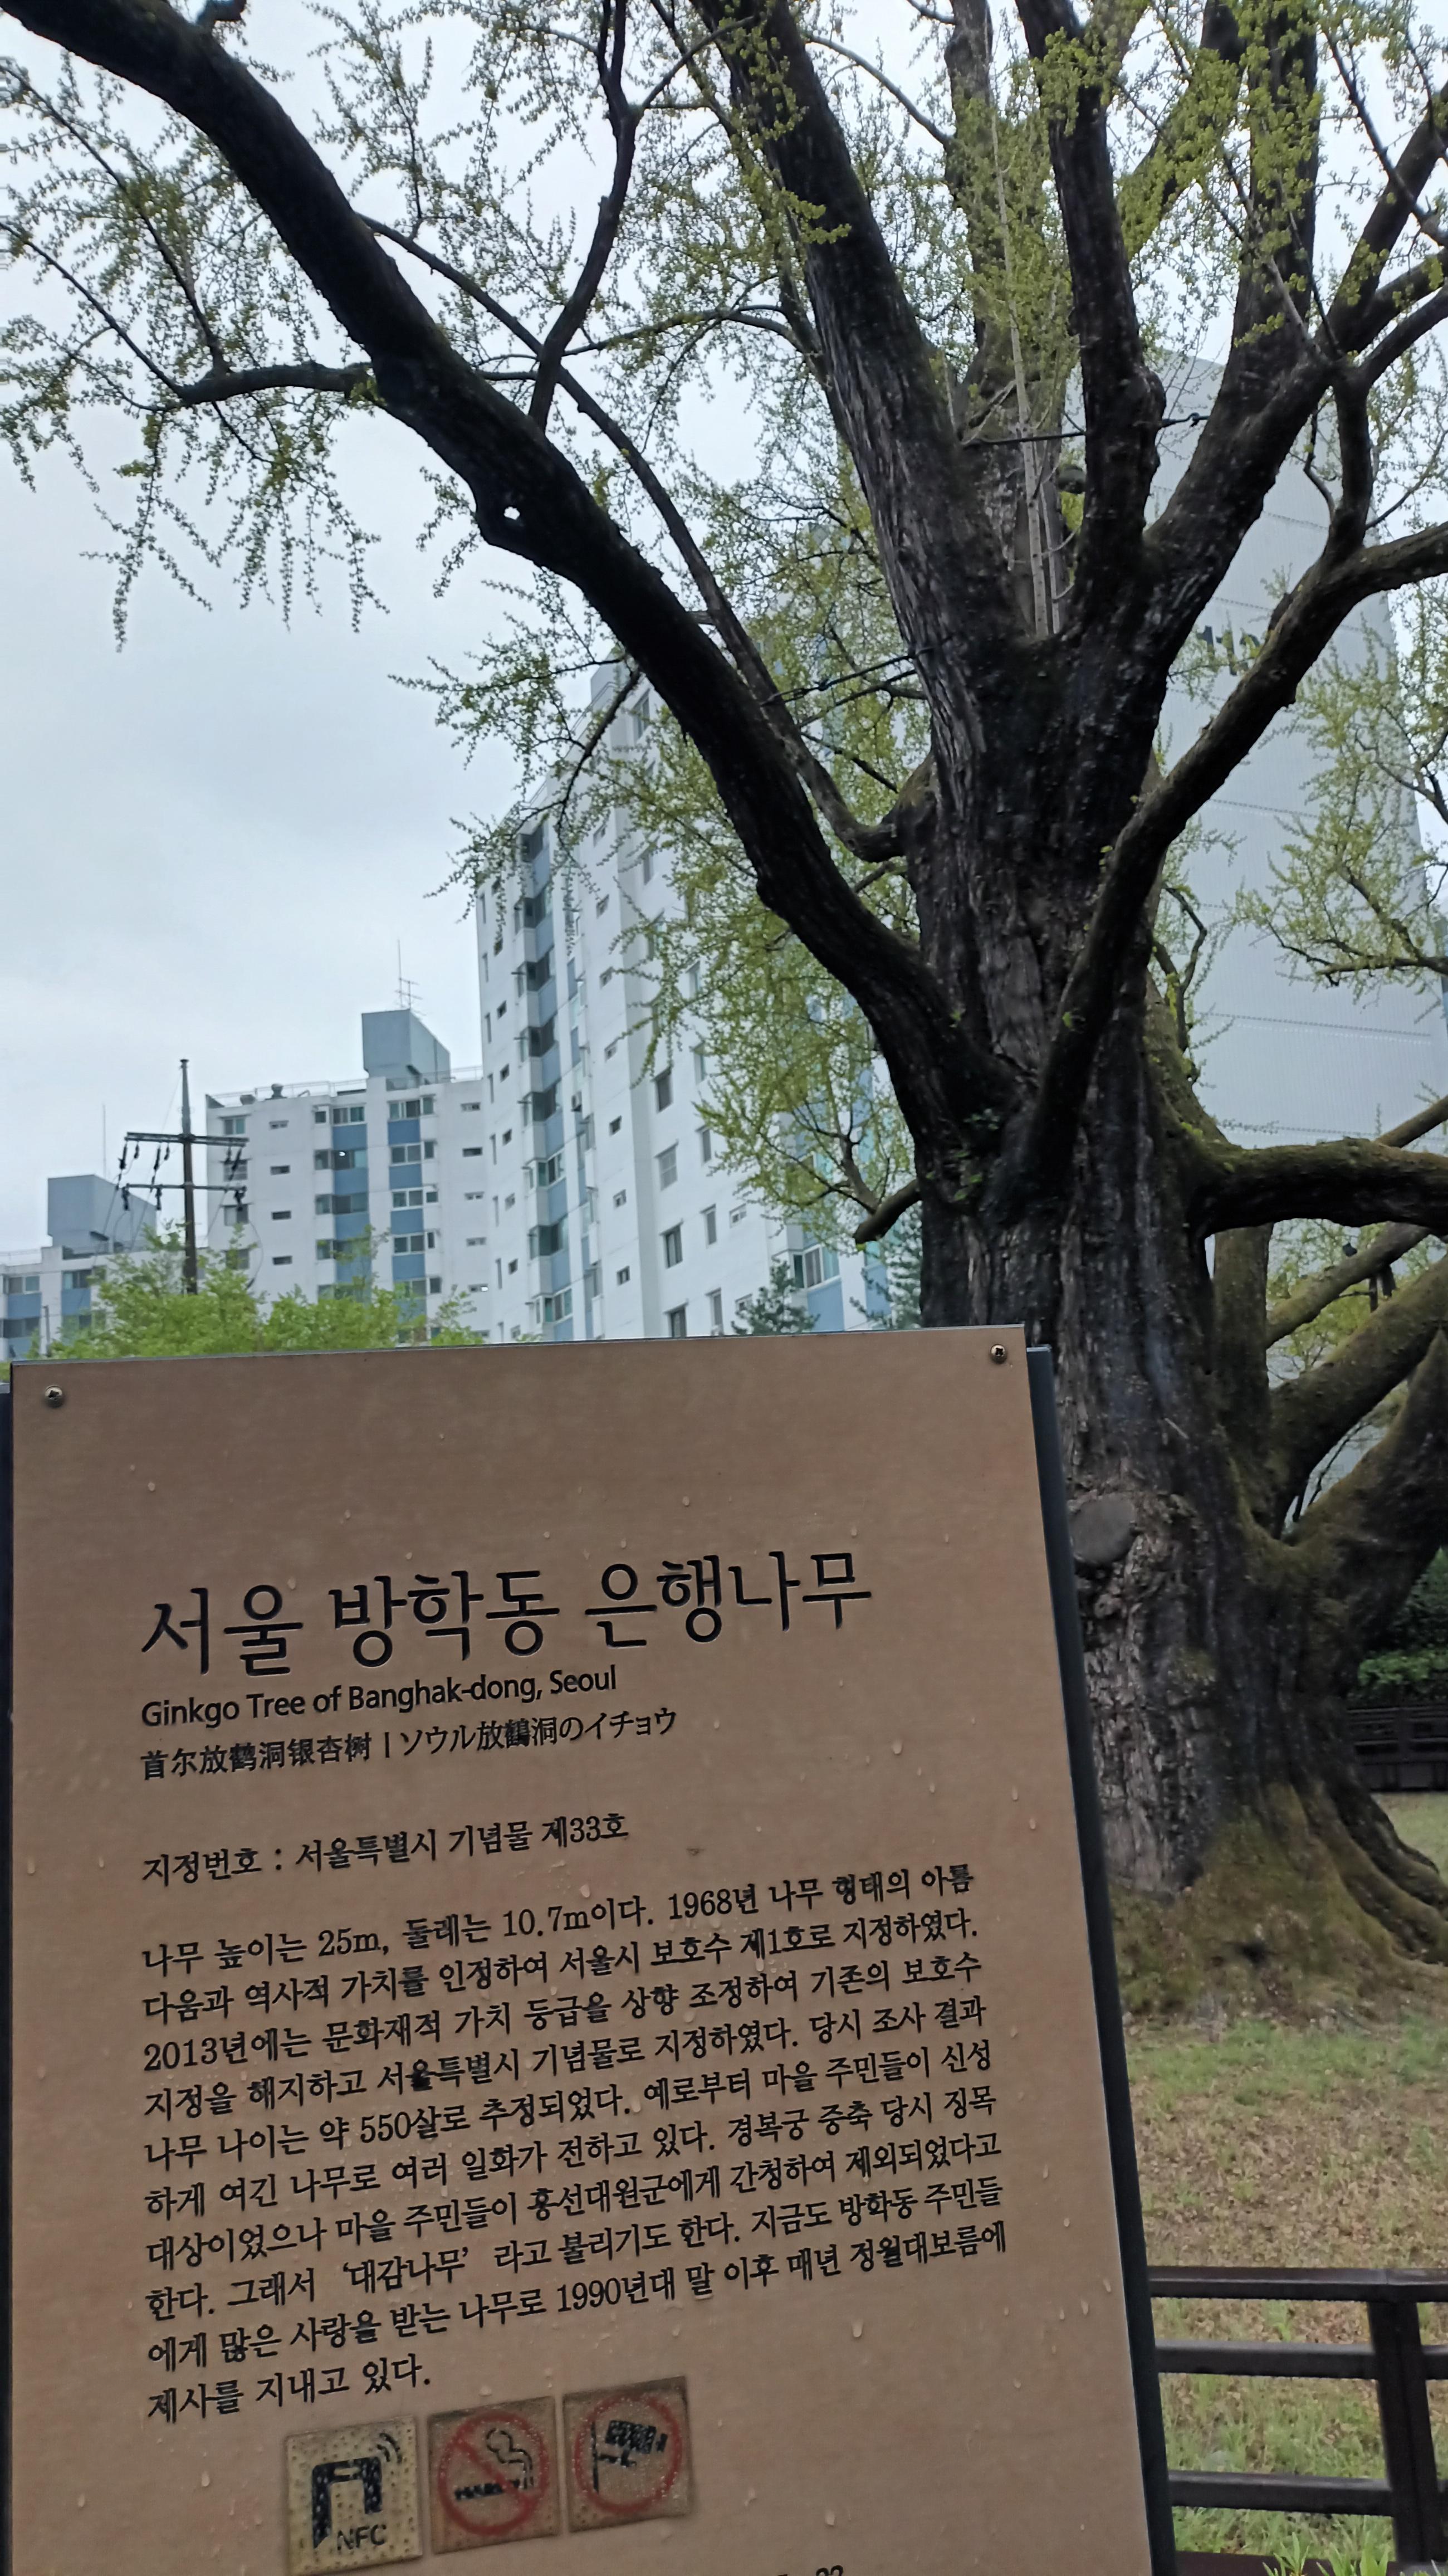 서울 방학동 은행나무
Ginkgo Tree of Banghak-dong, Seoul
首尔放鹤洞银杏树 | ソウル放鶴洞のイチョウ
지정번호 : 서울특별시 기념물 제33호
나무 높이는 25m, 둘레는 10.7m이다. 1968년 나무 형태의 아름
다움과 역사적 가치를 인정하여 서울시 보호수 제1호로 지정하였다.
2013년에는 문화재적 가치 등급을 상향 조정하여 기존의 보호수
지정을 해지하고 서울특별시 기념물로 지정하였다. 당시 조사 결과
나무 나이는 약 550살로 추정되었다. 예로부터 마을 주민들이 신성
하게 여긴 나무로 여러 일화가 전하고 있다. 경복궁 증축 당시 징목
대상이었으나 마을 주민들이 흥선대원군에게 간청하여 제외되었다고
한다. 그래서 ‘대감나무’ 라고 불리기도 한다. 지금도 방학동 주민들
에게 많은 사랑을 받는 나무로 1990년대 말 이후 매년 정월대보름에
제사를 지내고 있다.
NFC